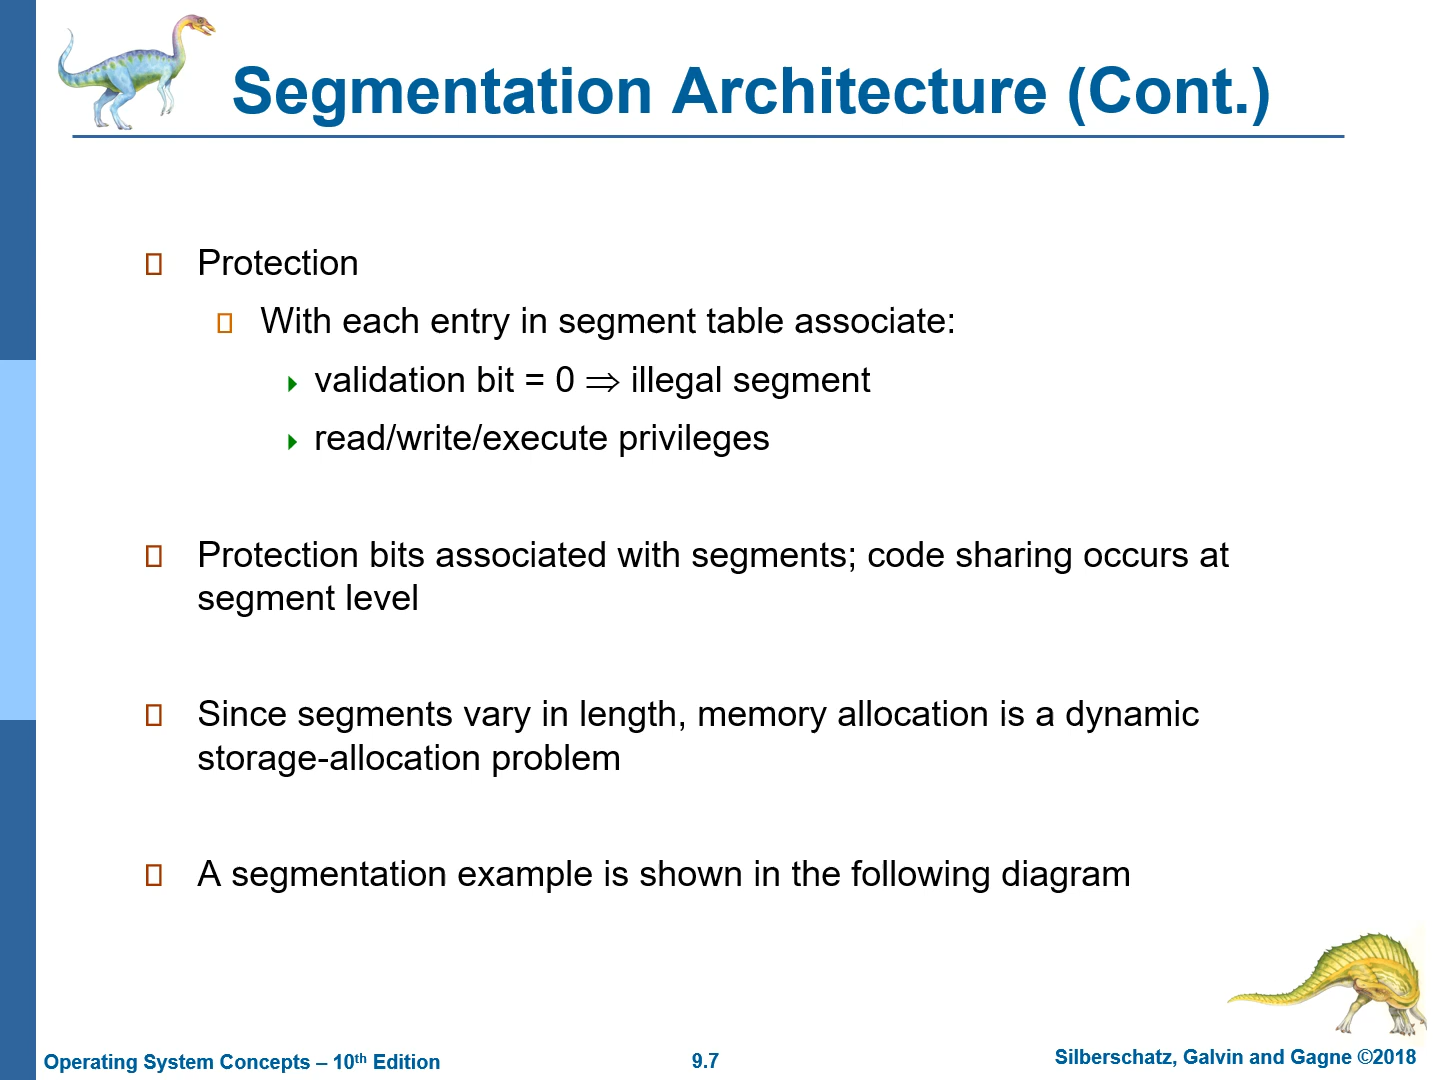 Segmentation Architecture (Cont.)
Protection
With each entry in segment table associate:
validation bit = 0 ⇒ illegal segment
read/write/execute privileges
Protection bits associated with segments; code sharing occurs at
segment level
Since segments vary in length, memory allocation is a dynamic
storage-allocation problem
A segmentation example is shown in the following diagram
Operating System Concepts – 10th Edition
9.7
Silberschatz, Galvin and Gagne ©2018